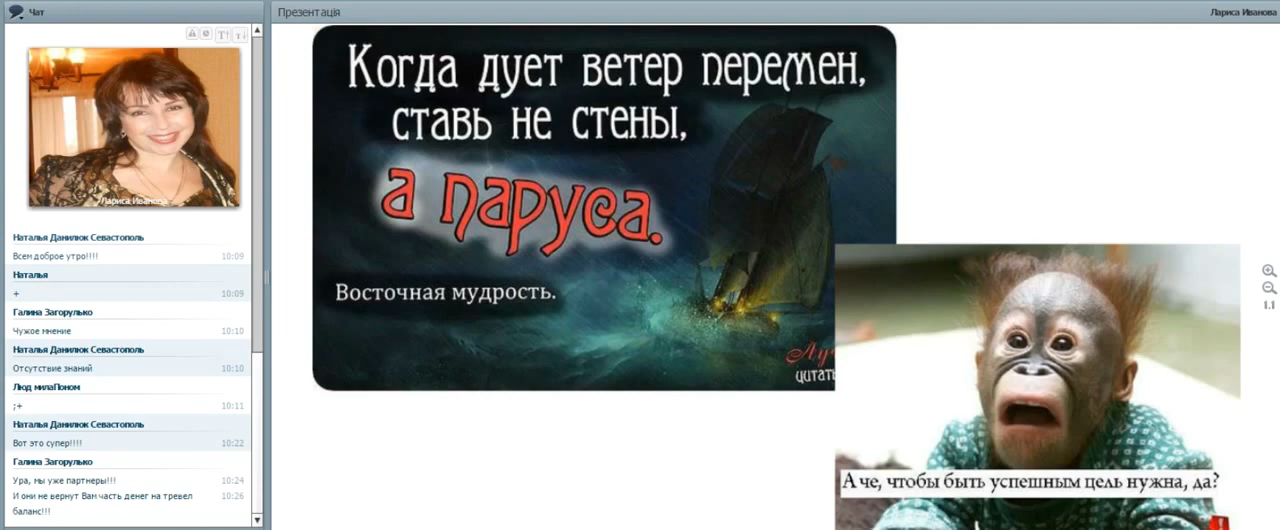 Чат
Презентація
Лариса Иванова
Лариса Иванова
Наталья Данилюк Севастополь
Всем доброе утро!!!! 10:09
Наталья
+ 10:09
Галина Загорулько
Чужое мнение 10:10
Наталья Данилюк Севастополь
Отсутствие знаний 10:10
Люд милаПоном
;+ 10:11
Наталья Данилюк Севастополь
Вот это супер!!!! 10:22
Галина Загорулько
Ура, мы уже партнеры!!! 10:24
И они не вернут Вам часть денег на тревел 10:26
баланс!!!
Когда дует ветер перемен,
ставь не стены,
а паруса.
Восточная мудрость.
А че, чтобы быть успешным цель нужна, да?
1:1